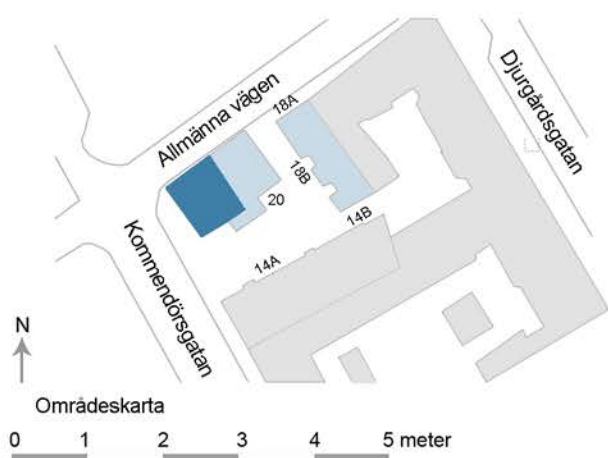 Allmänna vägen
18A
Djurgårdsgatan
18B
20
14B
14A
Kommendörsgatan
N
Områdeskarta
0 1 2 3 4 5 meter